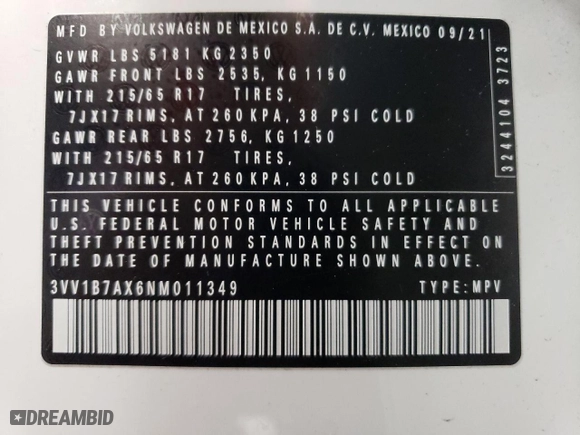 MFD BY VOLKSWAGEN DE MEXICO S.A. DE C.V. MEXICO 09/21
GVWR LBS 5181 KG 2350
GAWR FRONT LBS 2535, KG 1150
WITH 215/65 R17 TIRES,
7JX17 RIMS, AT 260 KPA, 38 PSI COLD
GAWR REAR LBS 2756, KG 1250
WITH 215/65 R17 TIRES,
7JX17 RIMS, AT 260 KPA, 38 PSI COLD
THIS VEHICLE CONFORMS TO ALL APPLICABLE
U.S. FEDERAL MOTOR VEHICLE SAFETY AND
THEFT PREVENTION STANDARDS IN EFFECT ON
THE DATE OF MANUFACTURE SHOWN ABOVE.
3VV1B7AX6NM011349 TYPE: MPV
3244104 3723
DREAMBID